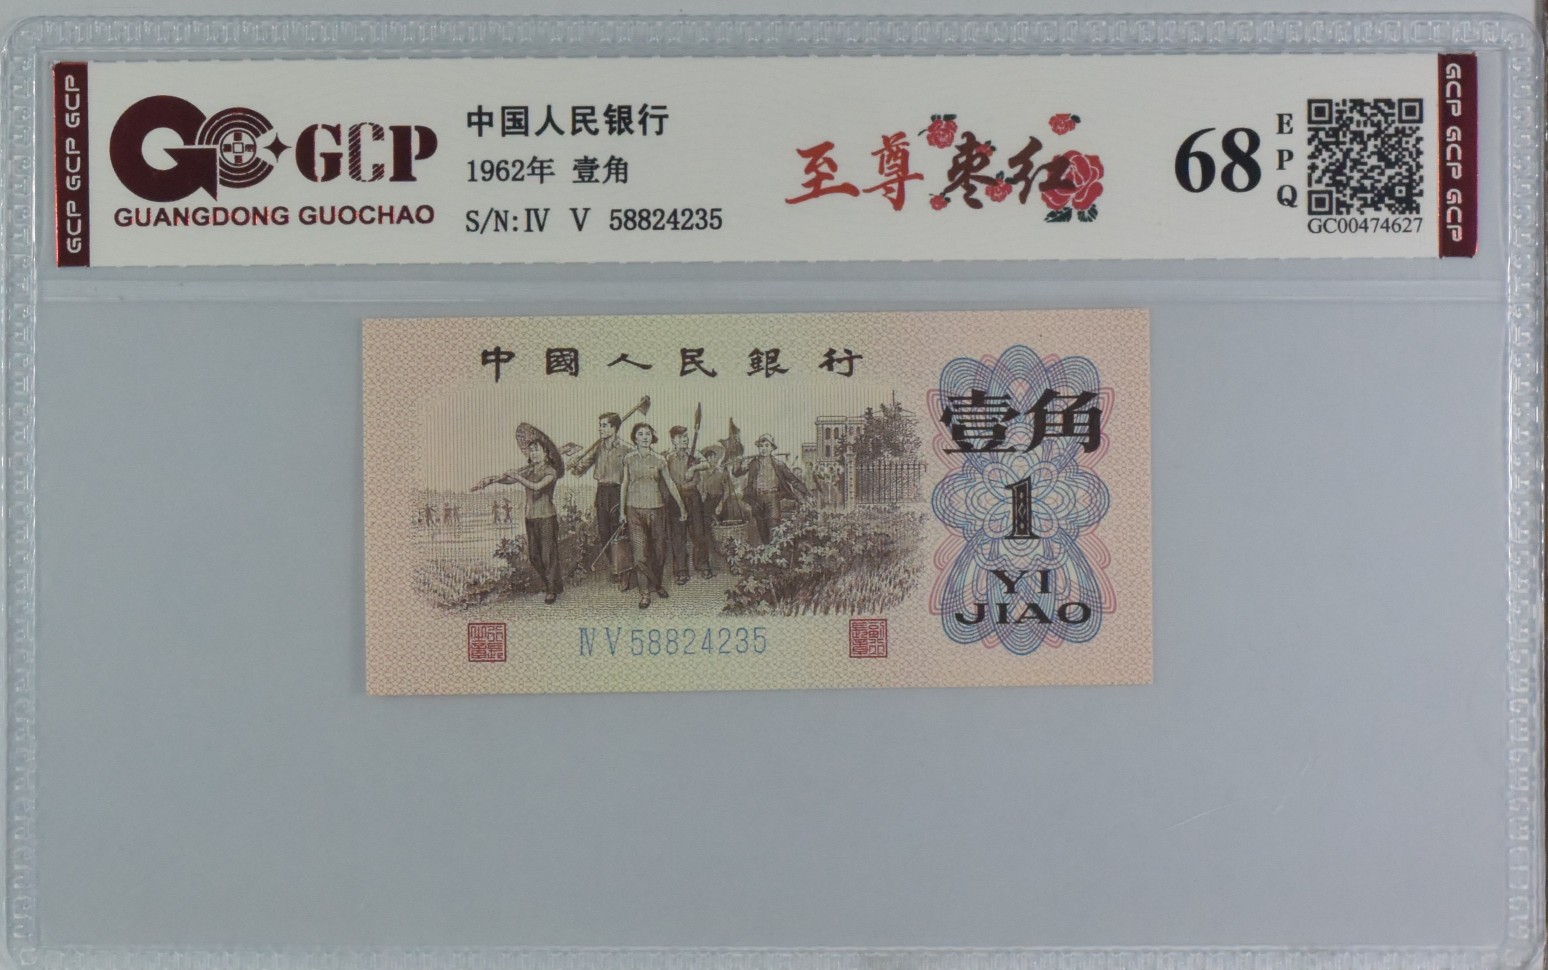 GCP GCP GCP
GCP
GUANGDONG GUOCHAO
中国人民银行
1962年 壹角
S/N:Ⅳ Ⅴ 58824235
至尊枣红
68
EPQ
GC00474627
GCP GCP GCP
中國人民銀行
壹角
1
YI
JIAO
ⅣⅤ58824235